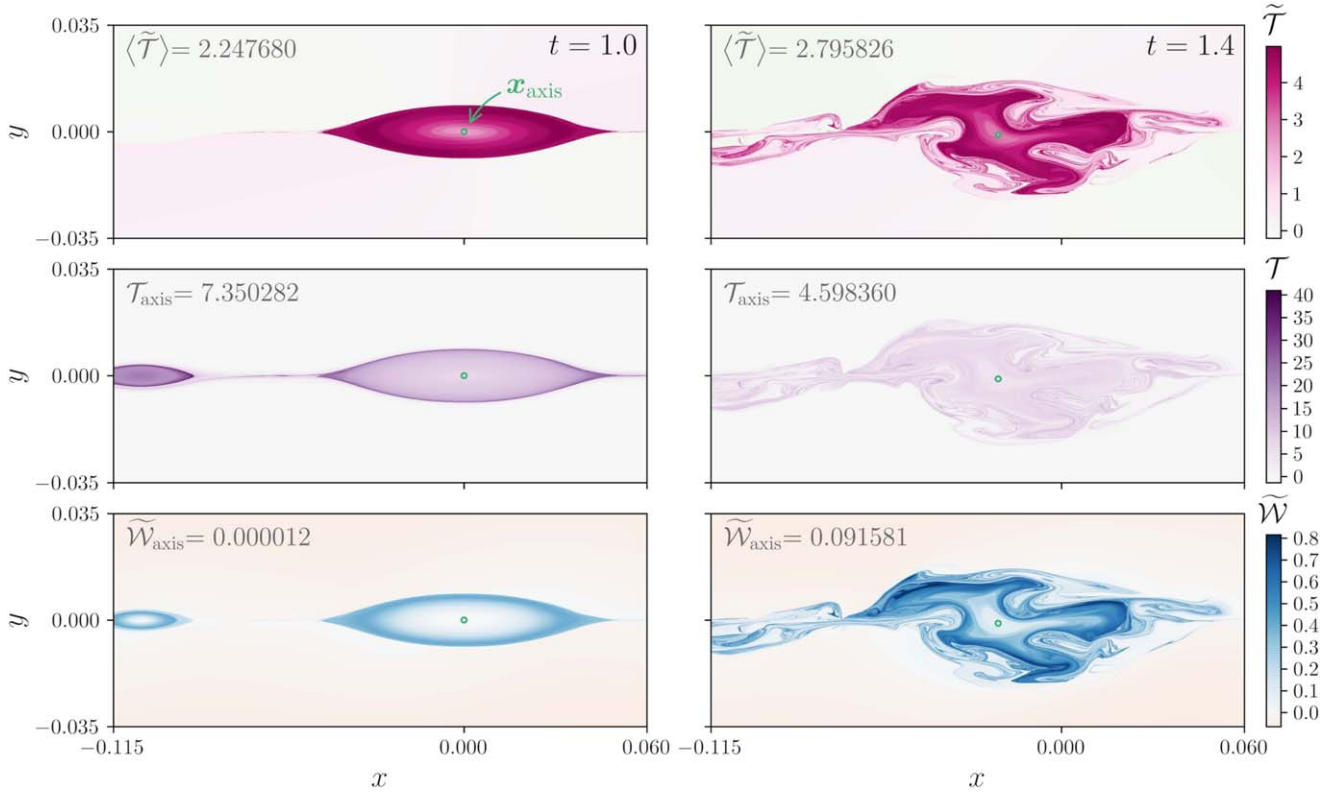 0.035
⟨𝒯̃⟩= 2.247680
t = 1.0
𝒙axis
y
0.000
−0.035
⟨𝒯̃⟩= 2.795826
t = 1.4
𝒯̃
4
3
2
1
0
0.035
𝒯axis= 7.350282
y
0.000
−0.035
𝒯axis= 4.598360
𝒯
40
35
30
25
20
15
10
5
0
0.035
𝒲̃axis= 0.000012
y
0.000
−0.035
𝒲̃axis= 0.091581
𝒲̃
0.8
0.7
0.6
0.5
0.4
0.3
0.2
0.1
0.0
−0.115 0.000 0.060
x
−0.115 0.000 0.060
x